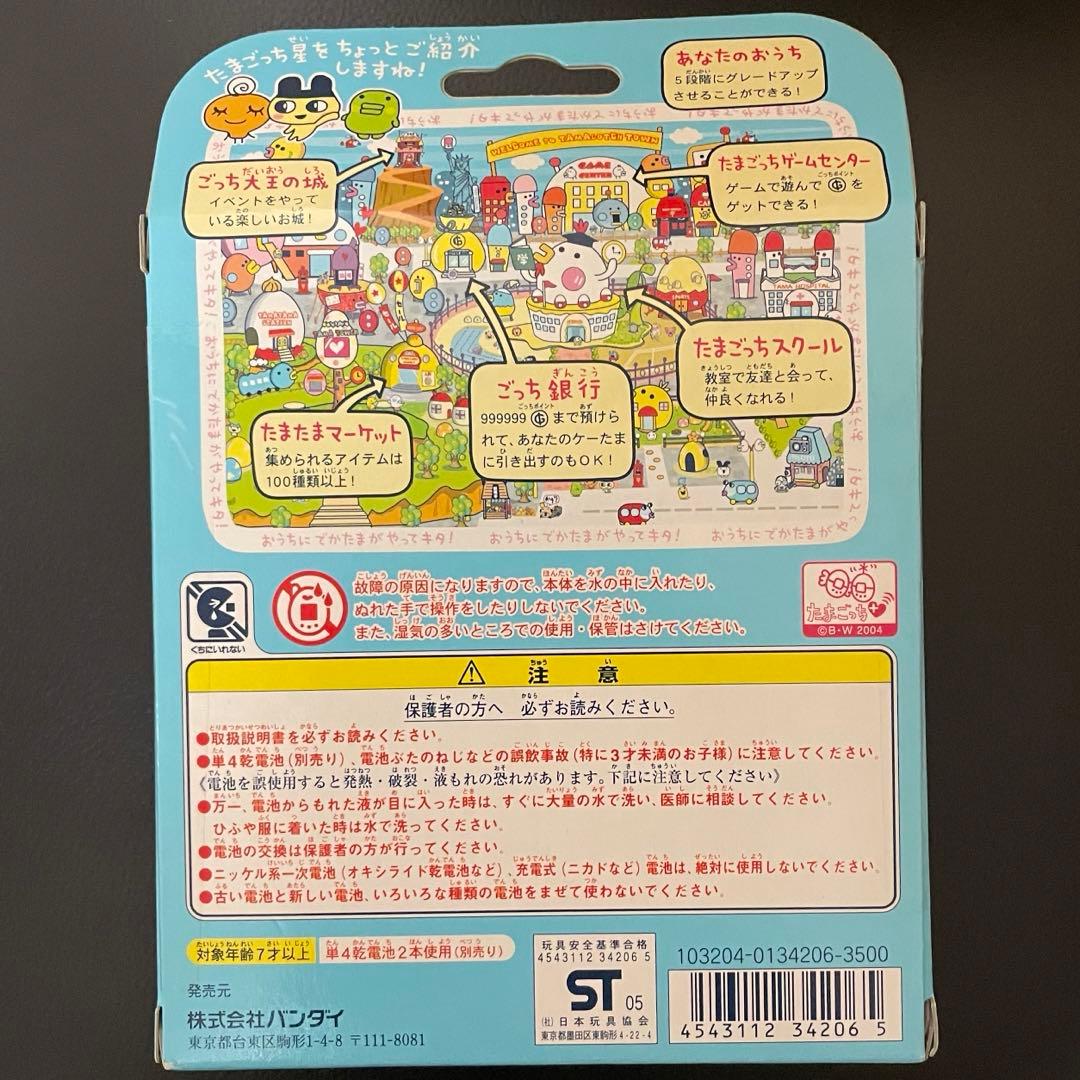 たまごっち星をちょっとご紹介
しますね！
あなたのおうち
5段階にグレードアップ
させることができる！
WELCOME TO TAMAGOTCH TOWN
GAME
CENTER
たまごっちゲームセンター
ゲームで遊んでⒼを
ゲットできる！
ごっち大王の城
イベントをやって
いる楽しいお城！
学
SPORTS
TAMA HOSPITAL
TAMATAMA
STATION
TAMA TOWER
たまごっちスクール
教室で友達と会って、
仲良くなれる！
ごっち銀行
999999Ⓖまで預けら
れて、あなたのケーたま
に引き出すのもOK！
たまたまマーケット
集められるアイテムは
100種類以上！
おうちにでかたまがやってキタ！ おうちにでかたまがやってキタ！ おうちにでかたまがやってキタ！
くちにいれない
故障の原因になりますので、本体を水の中に入れたり、
ぬれた手で操作をしたりしないでください。
また、湿気の多いところでの使用・保管はさけてください。
たまごっち+
©B・W 2004
⚠ 注意
保護者の方へ 必ずお読みください。
●取扱説明書を必ずお読みください。
●単4乾電池（別売り）、電池ぶたのねじなどの誤飲事故（特に3才未満のお子様）に注意してください。
《電池を誤使用すると発熱・破裂・液もれの恐れがあります。下記に注意してください》
●万一、電池からもれた液が目に入った時は、すぐに大量の水で洗い、医師に相談してください。
ひふや服に着いた時は水で洗ってください。
●電池の交換は保護者の方が行ってください。
●ニッケル系一次電池（オキシライド乾電池など）、充電式（ニカドなど）電池は、絶対に使用しないでください。
●古い電池と新しい電池、いろいろな種類の電池をまぜて使わないでください。
対象年齢7才以上
単4乾電池2本使用（別売り）
発売元
株式会社バンダイ
東京都台東区駒形1-4-8 〒111-8081
玩具安全基準合格
4543112 34206 5
ST 05
（社）日本玩具協会
東京都墨田区東駒形4-22-4
103204-0134206-3500
4543112 342065